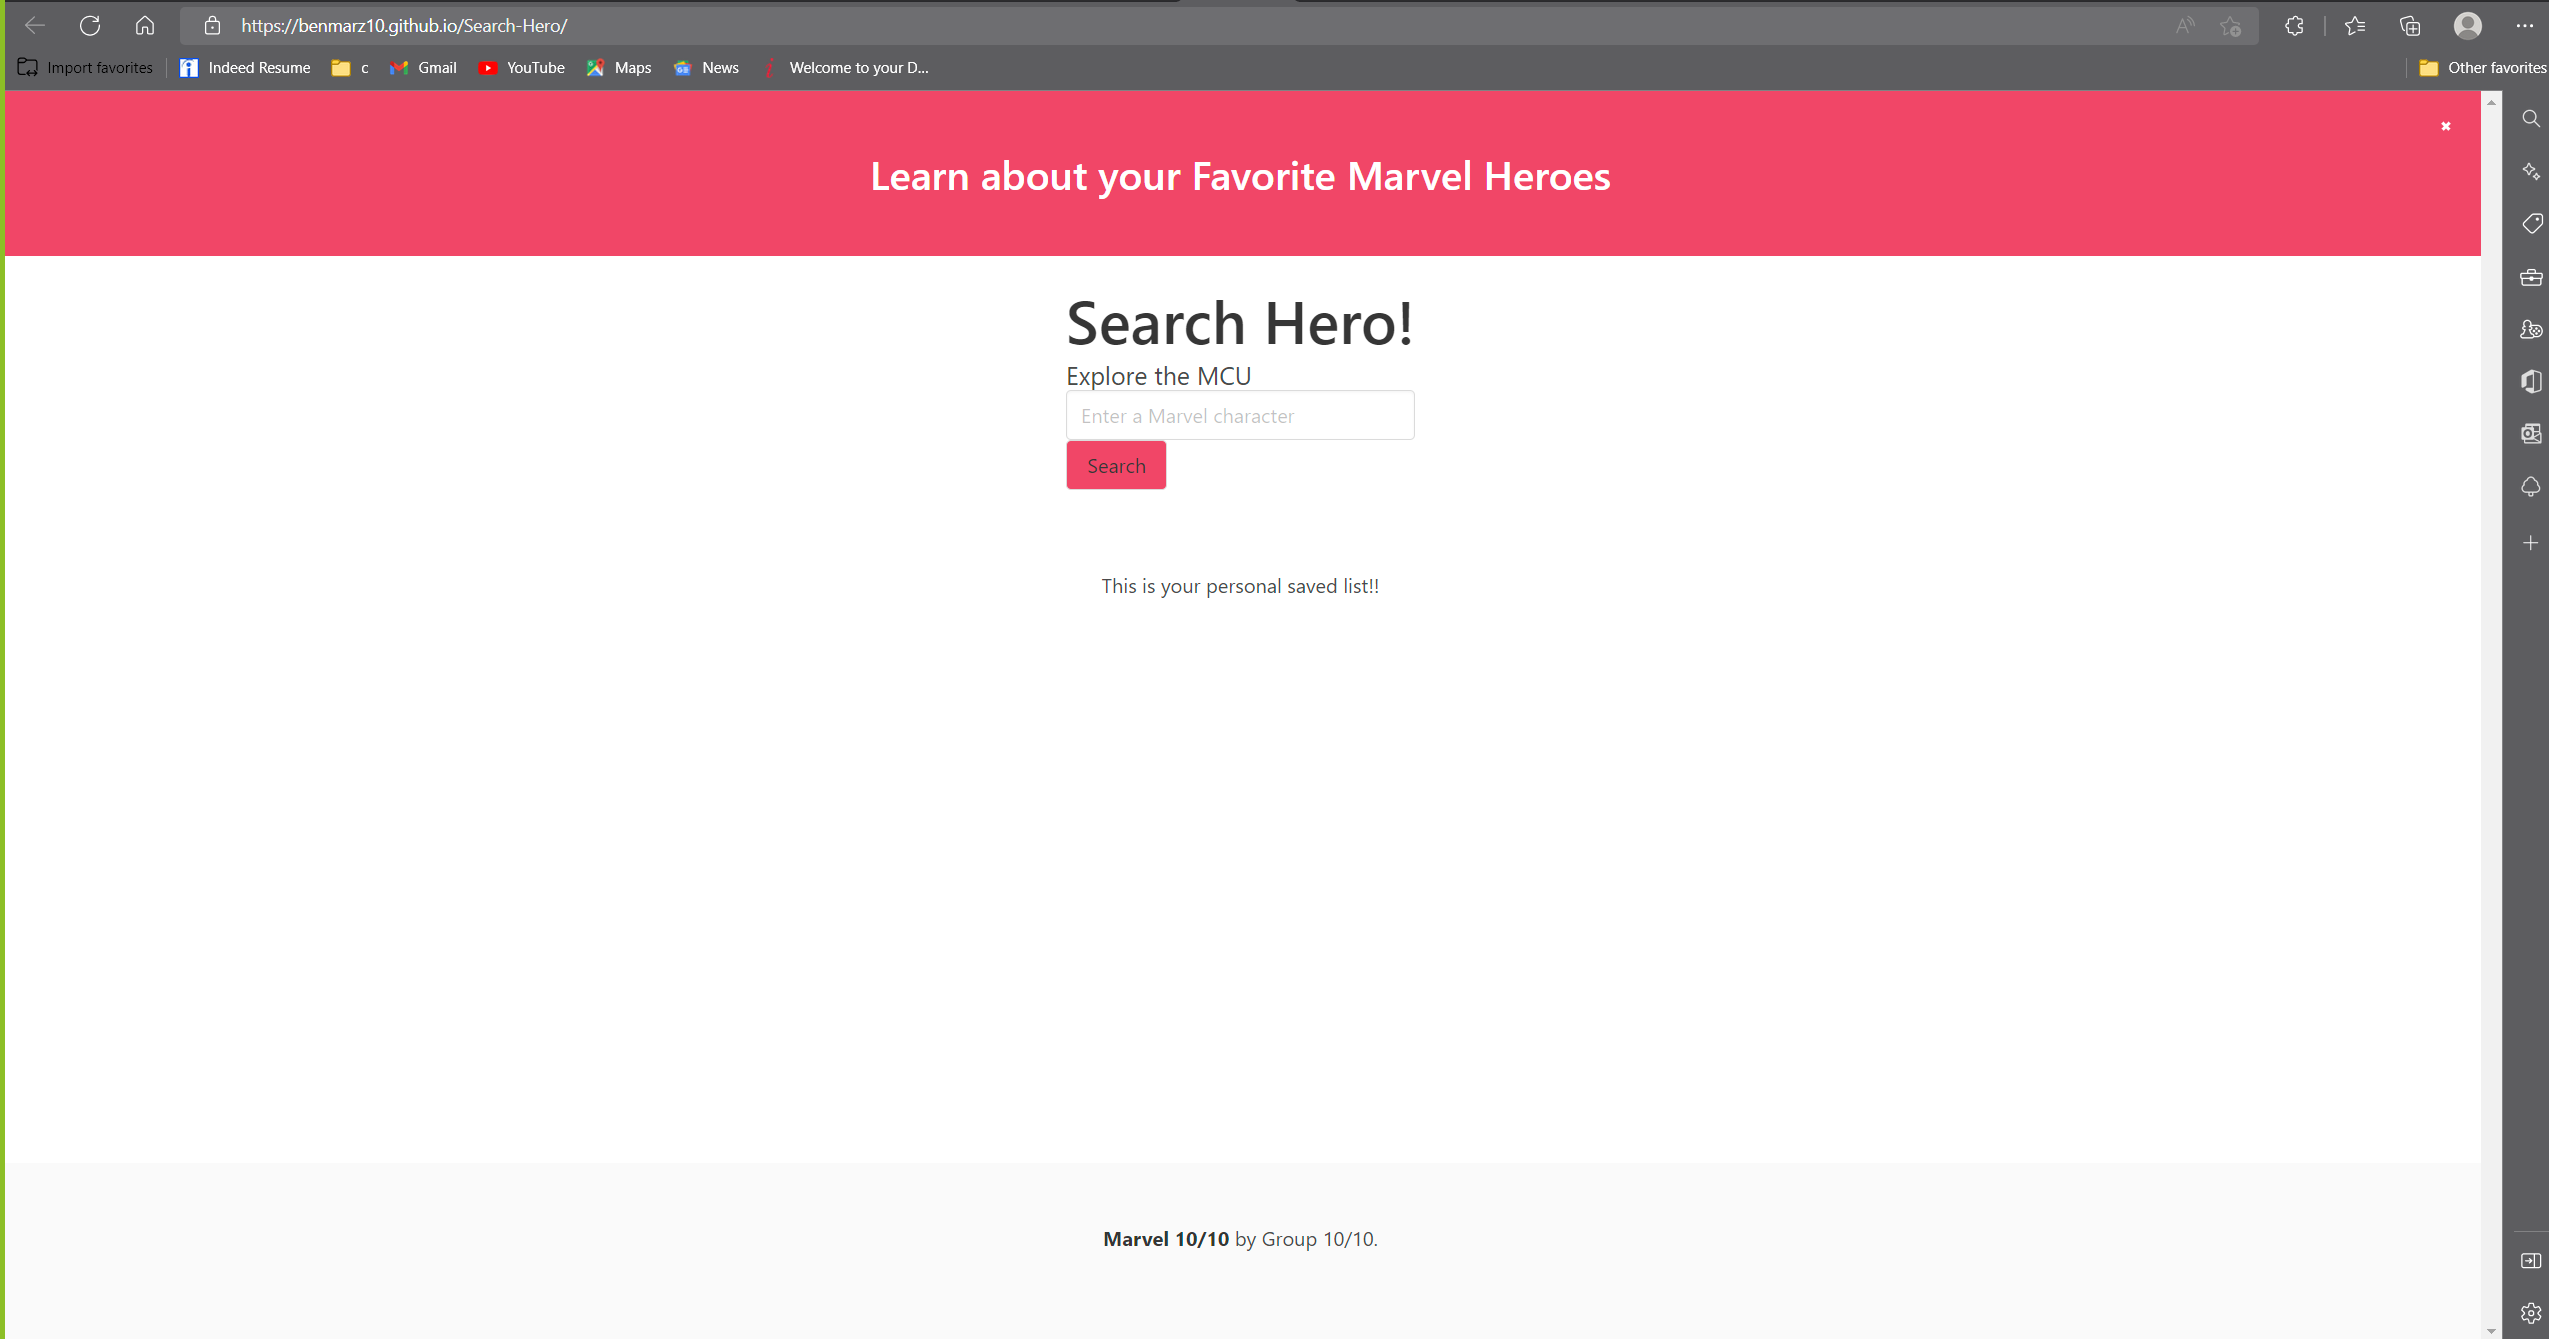 https://benmarz10.github.io/Search-Hero/
Import favorites Indeed Resume c Gmail YouTube Maps News Welcome to your D... Other favorites
Learn about your Favorite Marvel Heroes
Search Hero!
Explore the MCU
Enter a Marvel character
Search
This is your personal saved list!!
Marvel 10/10 by Group 10/10.